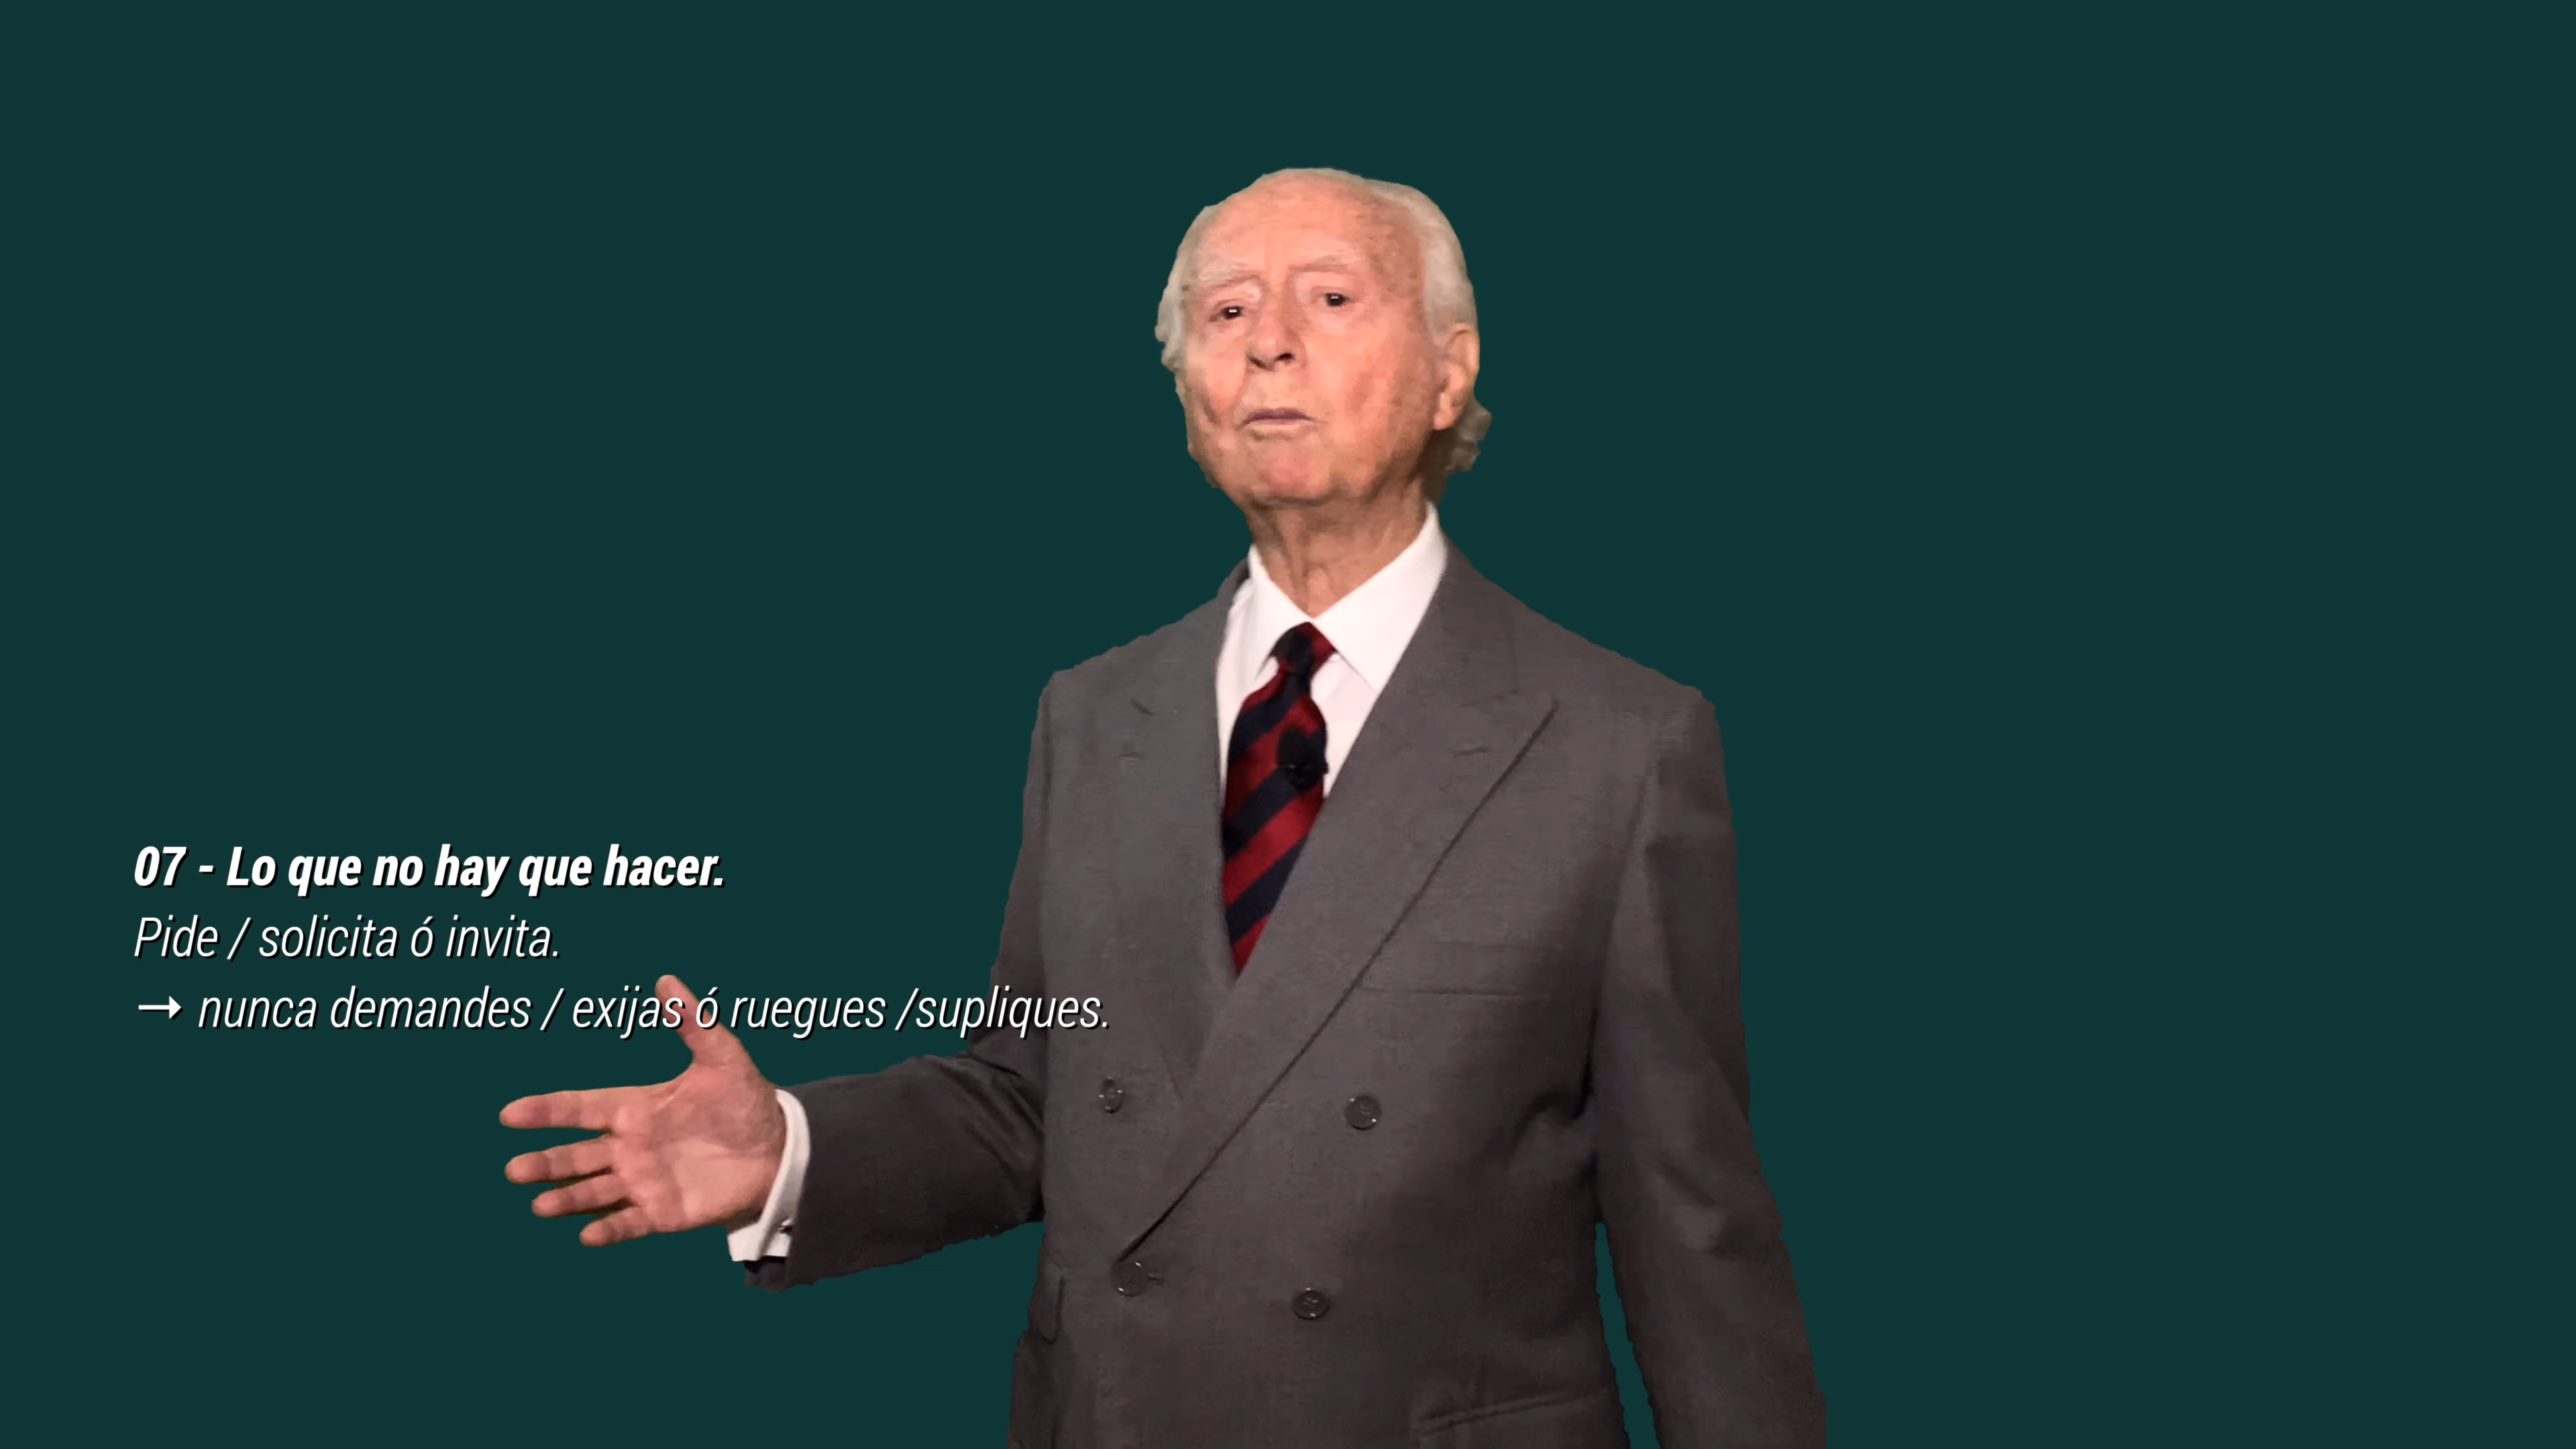 07 - Lo que no hay que hacer.
Pide / solicita ó invita.
→ nunca demandes / exijas ó ruegues /supliques.